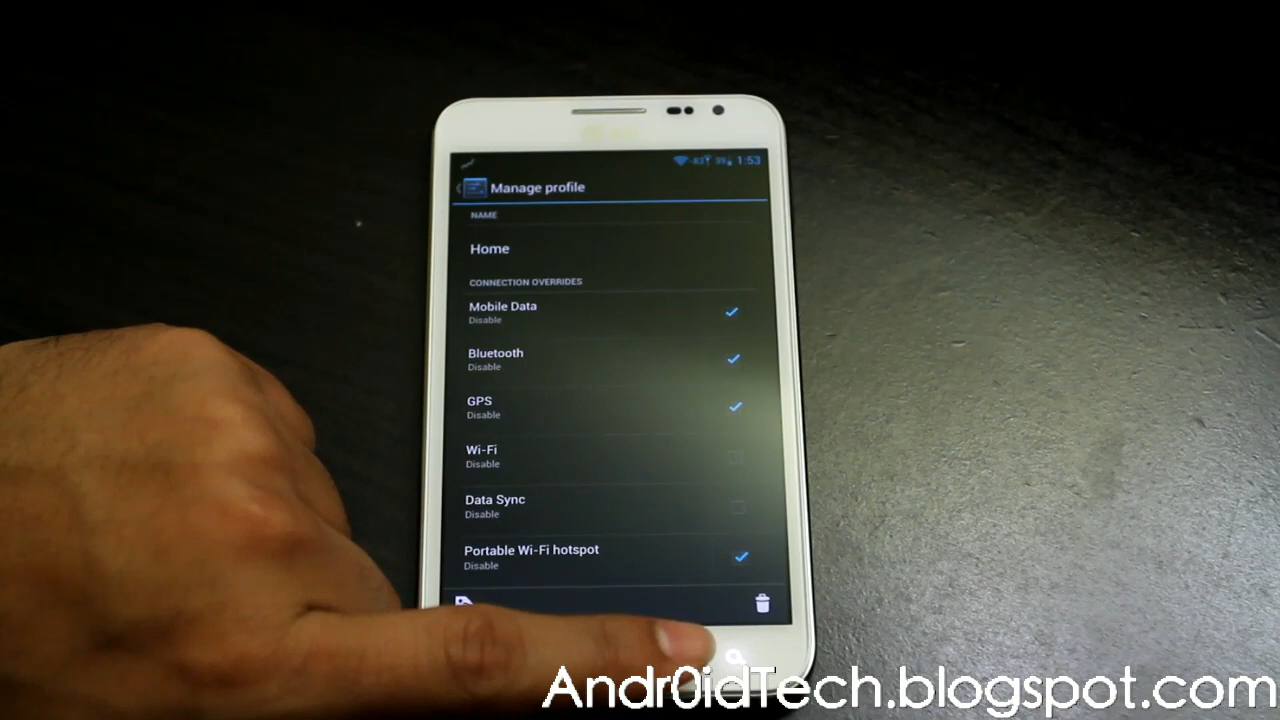 1:53
Manage profile
NAME
Home
CONNECTION OVERRIDES
Mobile Data
Disable
Bluetooth
Disable
GPS
Disable
Wi-Fi
Disable
Data Sync
Disable
Portable Wi-Fi hotspot
Disable
Andr0idTech.blogspot.com